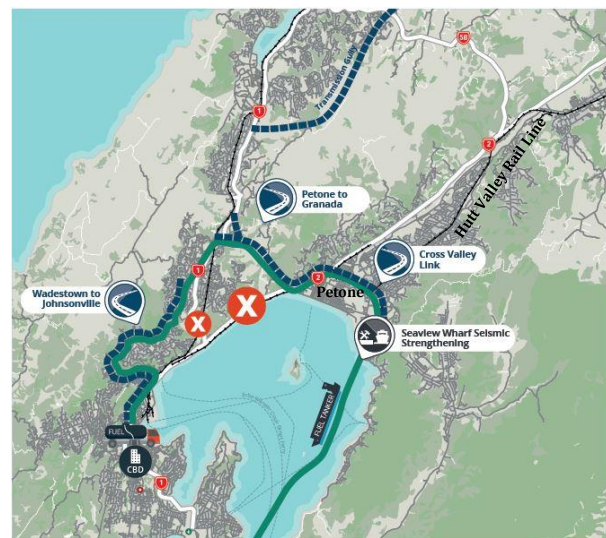 58
1
Transmission Gully
2
Hutt Valley Rail Line
Petone to
Granada
Cross Valley
Link
1
2
Petone
Wadestown to
Johnsonville
X
X
Seaview Wharf Seismic
Strengthening
FUEL TANKER
FUEL
CBD
1